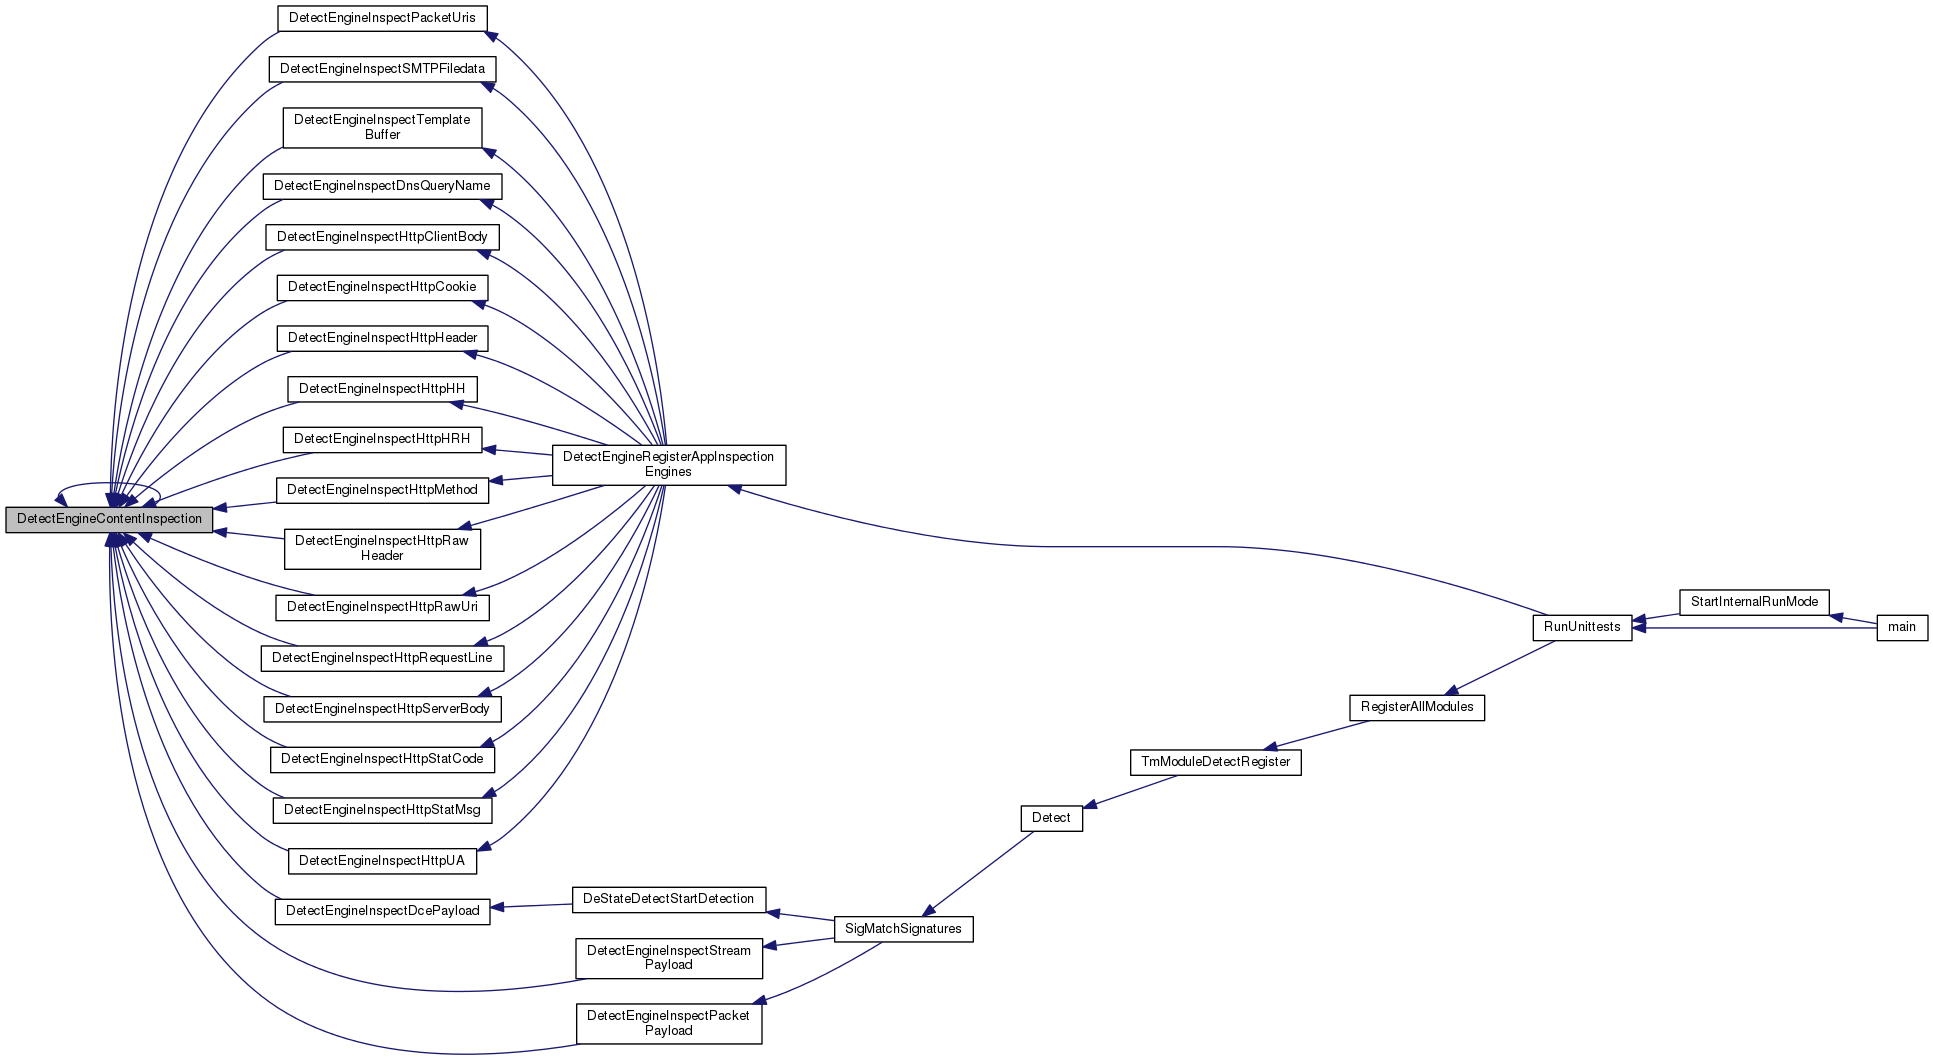 DetectEngineInspectPacketUris
DetectEngineInspectSMTPFiledata
DetectEngineInspectTemplate
Buffer
DetectEngineInspectDnsQueryName
DetectEngineInspectHttpClientBody
DetectEngineInspectHttpCookie
DetectEngineInspectHttpHeader
DetectEngineInspectHttpHH
DetectEngineInspectHttpHRH
DetectEngineInspectHttpMethod
DetectEngineContentInspection
DetectEngineInspectHttpRaw
Header
DetectEngineInspectHttpRawUri
DetectEngineInspectHttpRequestLine
DetectEngineInspectHttpServerBody
DetectEngineInspectHttpStatCode
DetectEngineInspectHttpStatMsg
DetectEngineInspectHttpUA
DetectEngineInspectDcePayload
DetectEngineRegisterAppInspection
Engines
DeStateDetectStartDetection
DetectEngineInspectStream
Payload
DetectEngineInspectPacket
Payload
SigMatchSignatures
Detect
TmModuleDetectRegister
RegisterAllModules
RunUnittests
StartInternalRunMode
main